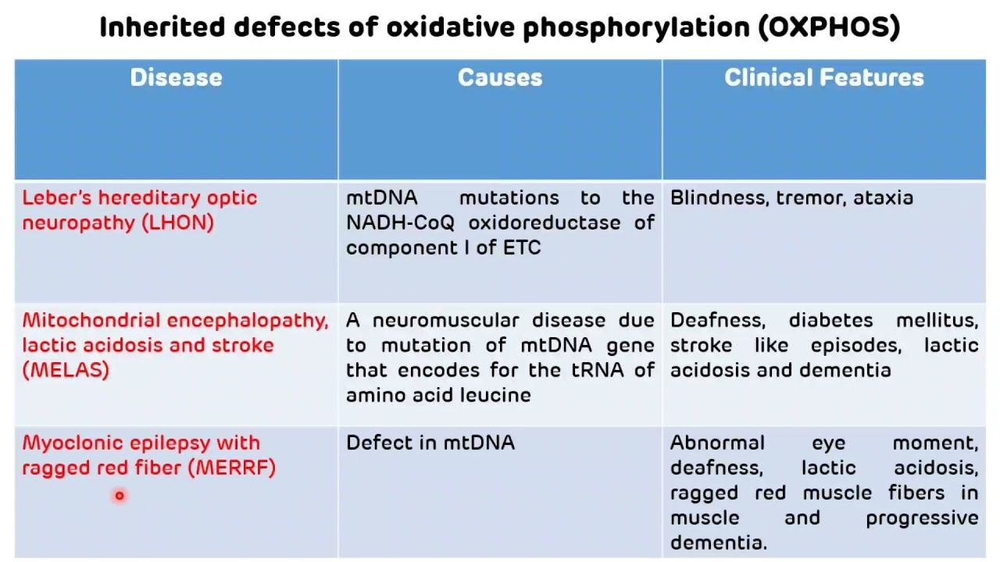 Inherited defects of oxidative phosphorylation (OXPHOS)
Disease
Causes
Clinical Features
Leber's hereditary optic
neuropathy (LHON)
mtDNA mutations to the
NADH-CoQ oxidoreductase of
component I of ETC
Blindness, tremor, ataxia
Mitochondrial encephalopathy,
lactic acidosis and stroke
(MELAS)
A neuromuscular disease due
to mutation of mtDNA gene
that encodes for the tRNA of
amino acid leucine
Deafness, diabetes mellitus,
stroke like episodes, lactic
acidosis and dementia
Myoclonic epilepsy with
ragged red fiber (MERRF)
Defect in mtDNA
Abnormal eye moment,
deafness, lactic acidosis,
ragged red muscle fibers in
muscle and progressive
dementia.